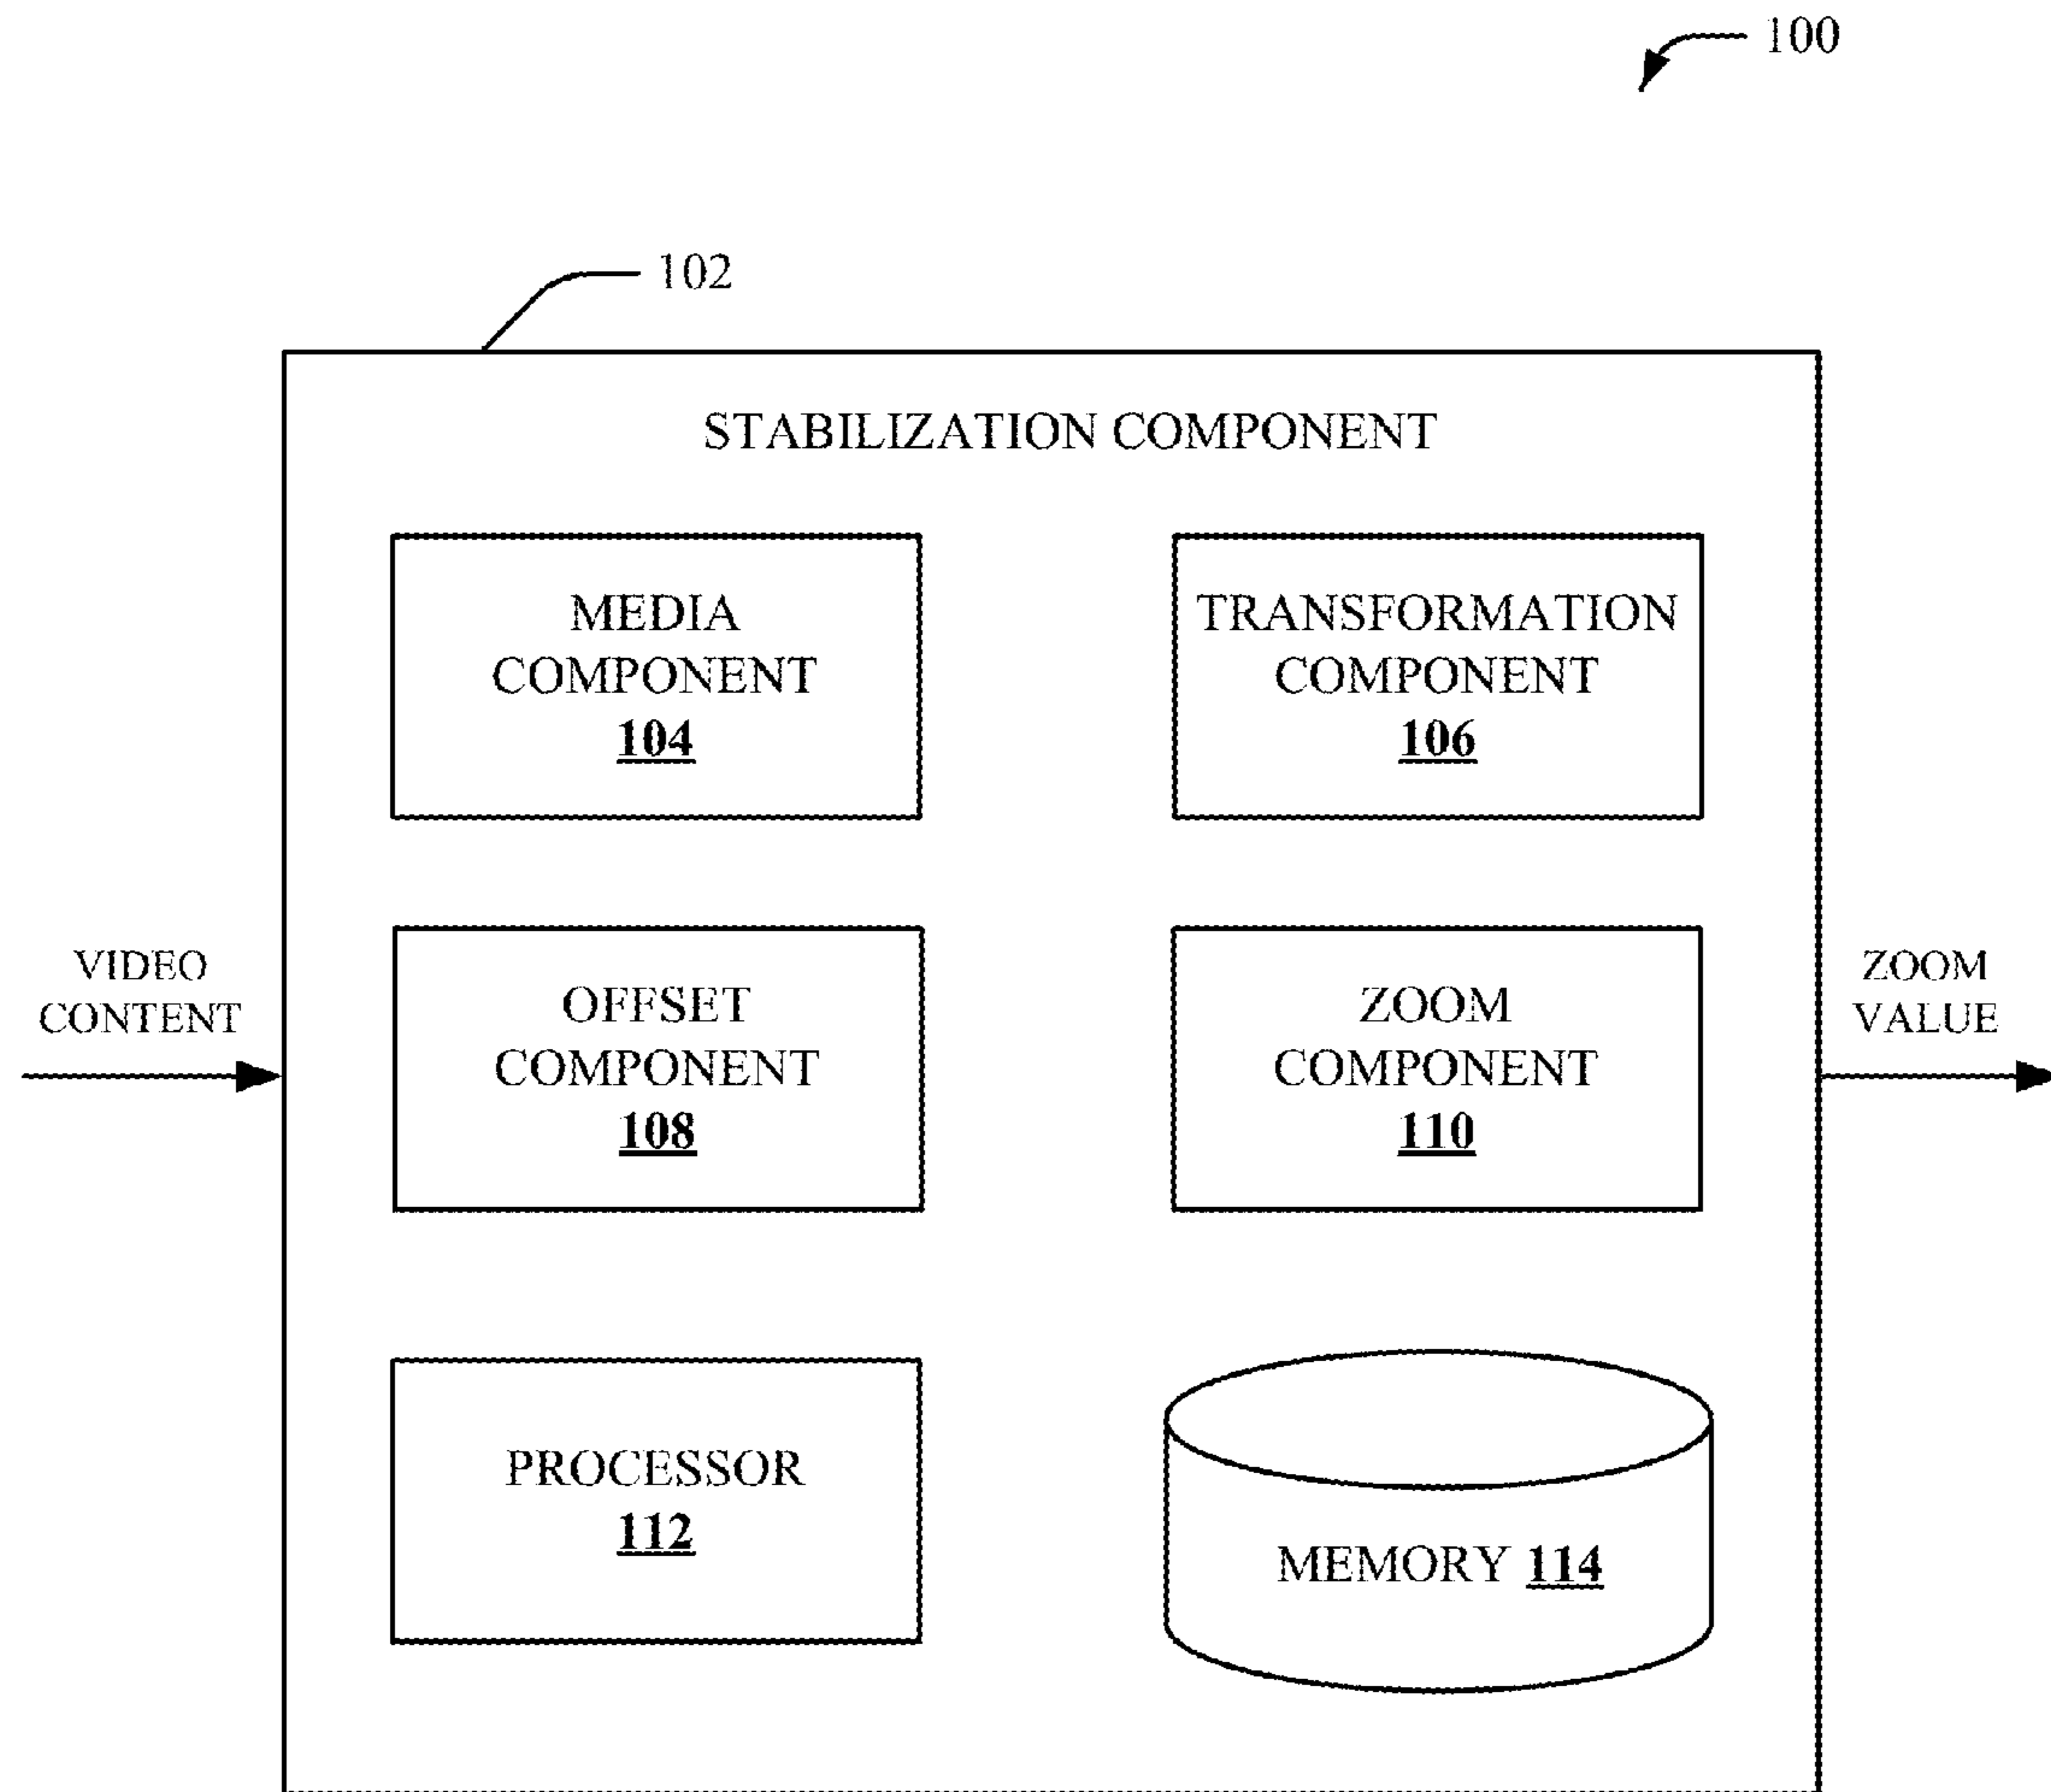 100
102
STABILIZATION COMPONENT
MEDIA
COMPONENT
104
TRANSFORMATION
COMPONENT
106
VIDEO
CONTENT
OFFSET
COMPONENT
108
ZOOM
COMPONENT
110
ZOOM
VALUE
PROCESSOR
112
MEMORY 114